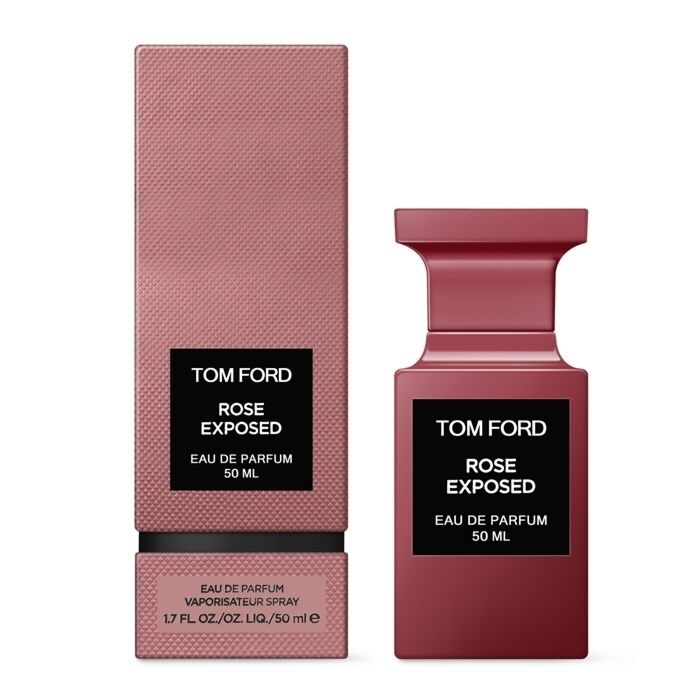 TOM FORD
ROSE
EXPOSED
EAU DE PARFUM
50 ML
EAU DE PARFUM
VAPORISATEUR SPRAY
1.7 FL. OZ./OZ. LIQ./50 ml e
TOM FORD
ROSE
EXPOSED
EAU DE PARFUM
50 ML